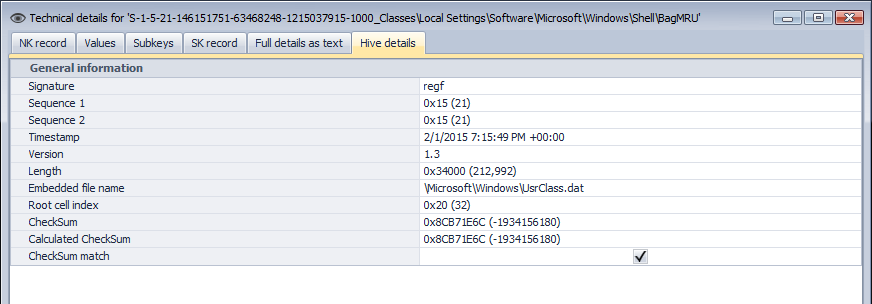 Technical details for 'S-1-5-21-146151751-63468248-1215037915-1000_Classes\Local Settings\Software\Microsoft\Windows\Shell\BagMRU'
NK record Values Subkeys SK record Full details as text Hive details
General information
Signature regf
Sequence 1 0x15 (21)
Sequence 2 0x15 (21)
Timestamp 2/1/2015 7:15:49 PM +00:00
Version 1.3
Length 0x34000 (212,992)
Embedded file name \Microsoft\Windows\UsrClass.dat
Root cell index 0x20 (32)
CheckSum 0x8CB71E6C (-1934156180)
Calculated CheckSum 0x8CB71E6C (-1934156180)
CheckSum match